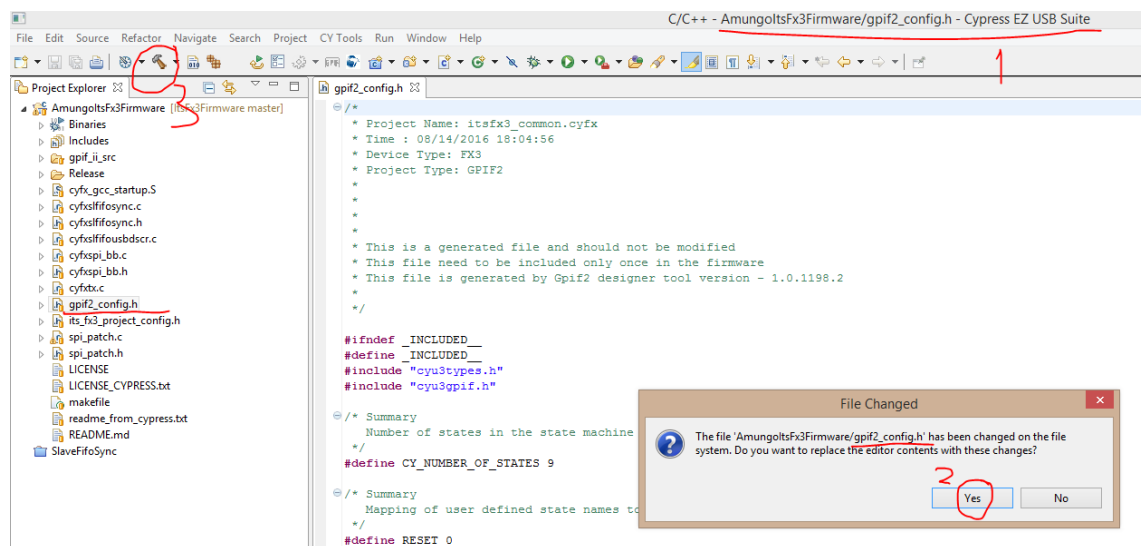 C/C++ - AmungoItsFx3Firmware/gpif2_config.h - Cypress EZ USB Suite
File Edit Source Refactor Navigate Search Project CY Tools Run Window Help
1
3
Project Explorer
gpif2_config.h
AmungoItsFx3Firmware [ItsFx3Firmware master]
Binaries
Includes
gpif_ii_src
Release
cyfx_gcc_startup.S
cyfxslfifosync.c
cyfxslfifosync.h
cyfxslfifousbdscr.c
cyfxspi_bb.c
cyfxspi_bb.h
cyfxtx.c
gpif2_config.h
its_fx3_project_config.h
spi_patch.c
spi_patch.h
LICENSE
LICENSE_CYPRESS.txt
makefile
readme_from_cypress.txt
README.md
SlaveFifoSync
/*
* Project Name: itsfx3_common.cyfx
* Time : 08/14/2016 18:04:56
* Device Type: FX3
* Project Type: GPIF2
*
*
*
*
* This is a generated file and should not be modified
* This file need to be included only once in the firmware
* This file is generated by Gpif2 designer tool version - 1.0.1198.2
*
*/
#ifndef _INCLUDED__
#define _INCLUDED__
#include "cyu3types.h"
#include "cyu3gpif.h"
/* Summary
Number of states in the state machine
*/
#define CY_NUMBER_OF_STATES 9
/* Summary
Mapping of user defined state names to
*/
#define RESET 0
File Changed
The file 'AmungoItsFx3Firmware/gpif2_config.h' has been changed on the file
system. Do you want to replace the editor contents with these changes?
2
Yes No